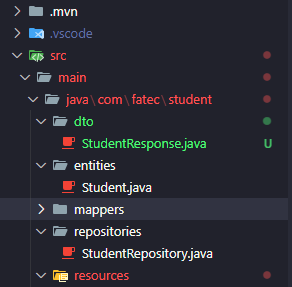 .mvn
.vscode
src
main
java\com\fatec\student
dto
StudentResponse.java U
entities
Student.java
mappers
repositories
StudentRepository.java
resources